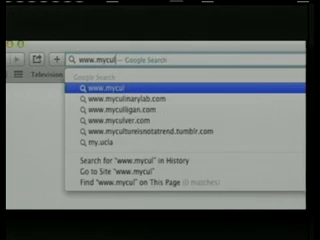 www.mycul — Google Search
Television
Google Search
www.mycul
www.myculinarylab.com
www.myculligan.com
www.myculver.com
www.mycultureisnotatrend.tumblr.com
my.ucla
Search for "www.mycul" in History
Go to Site "www.mycul"
Find "www.mycul" on This Page (0 matches)